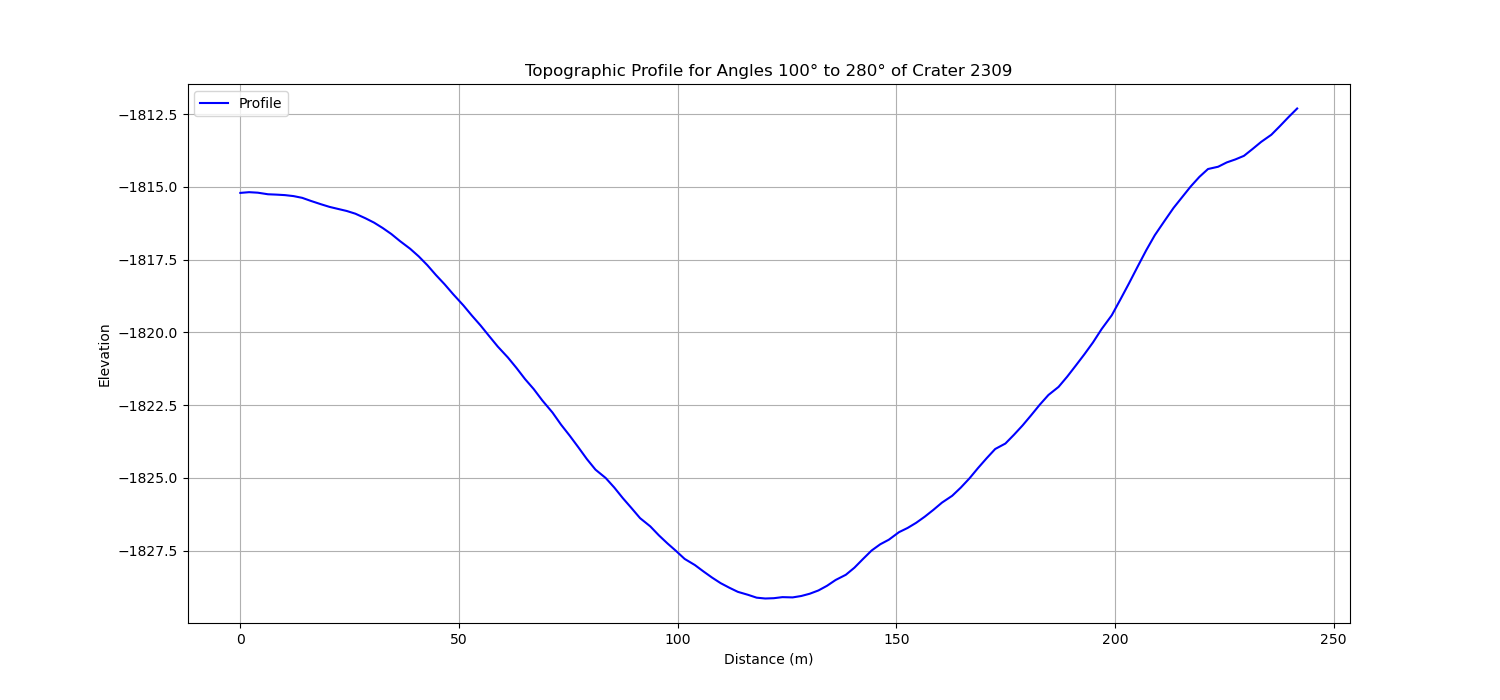 Topographic Profile for Angles 100° to 280° of Crater 2309
Profile
−1812.5
−1815.0
−1817.5
−1820.0
−1822.5
−1825.0
−1827.5
Elevation
0 50 100 150 200 250
Distance (m)